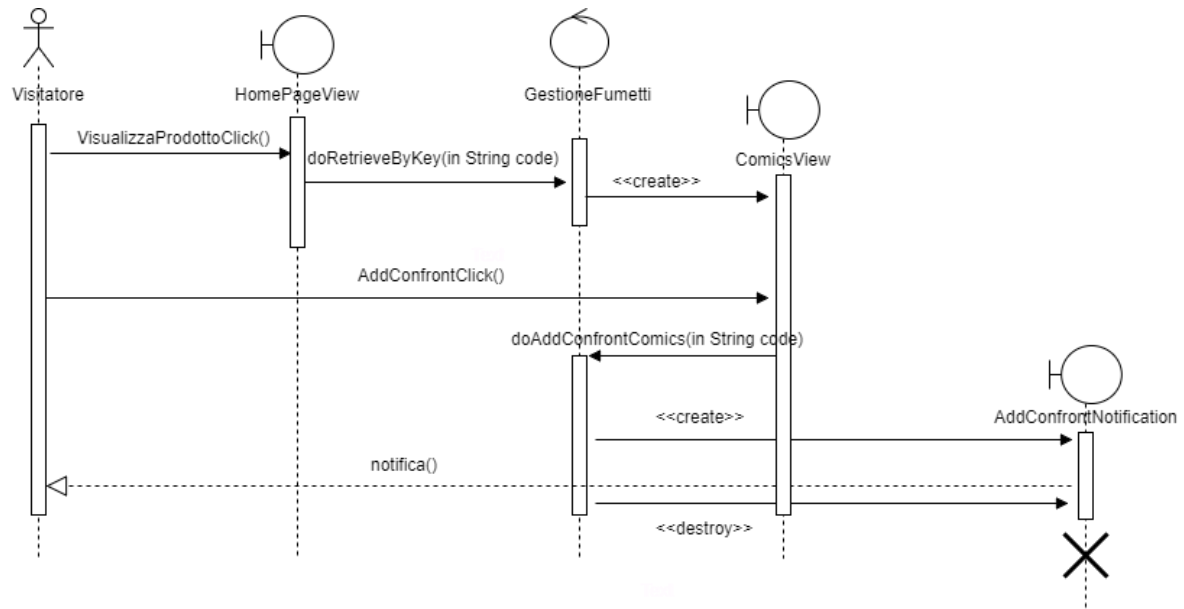 Visitatore
HomePageView
GestioneFumetti
ComicsView
VisualizzaProdottoClick()
doRetrieveByKey(in String code)
<<create>>
AddConfrontClick()
doAddConfrontComics(in String code)
<<create>>
AddConfrontNotification
notifica()
<<destroy>>